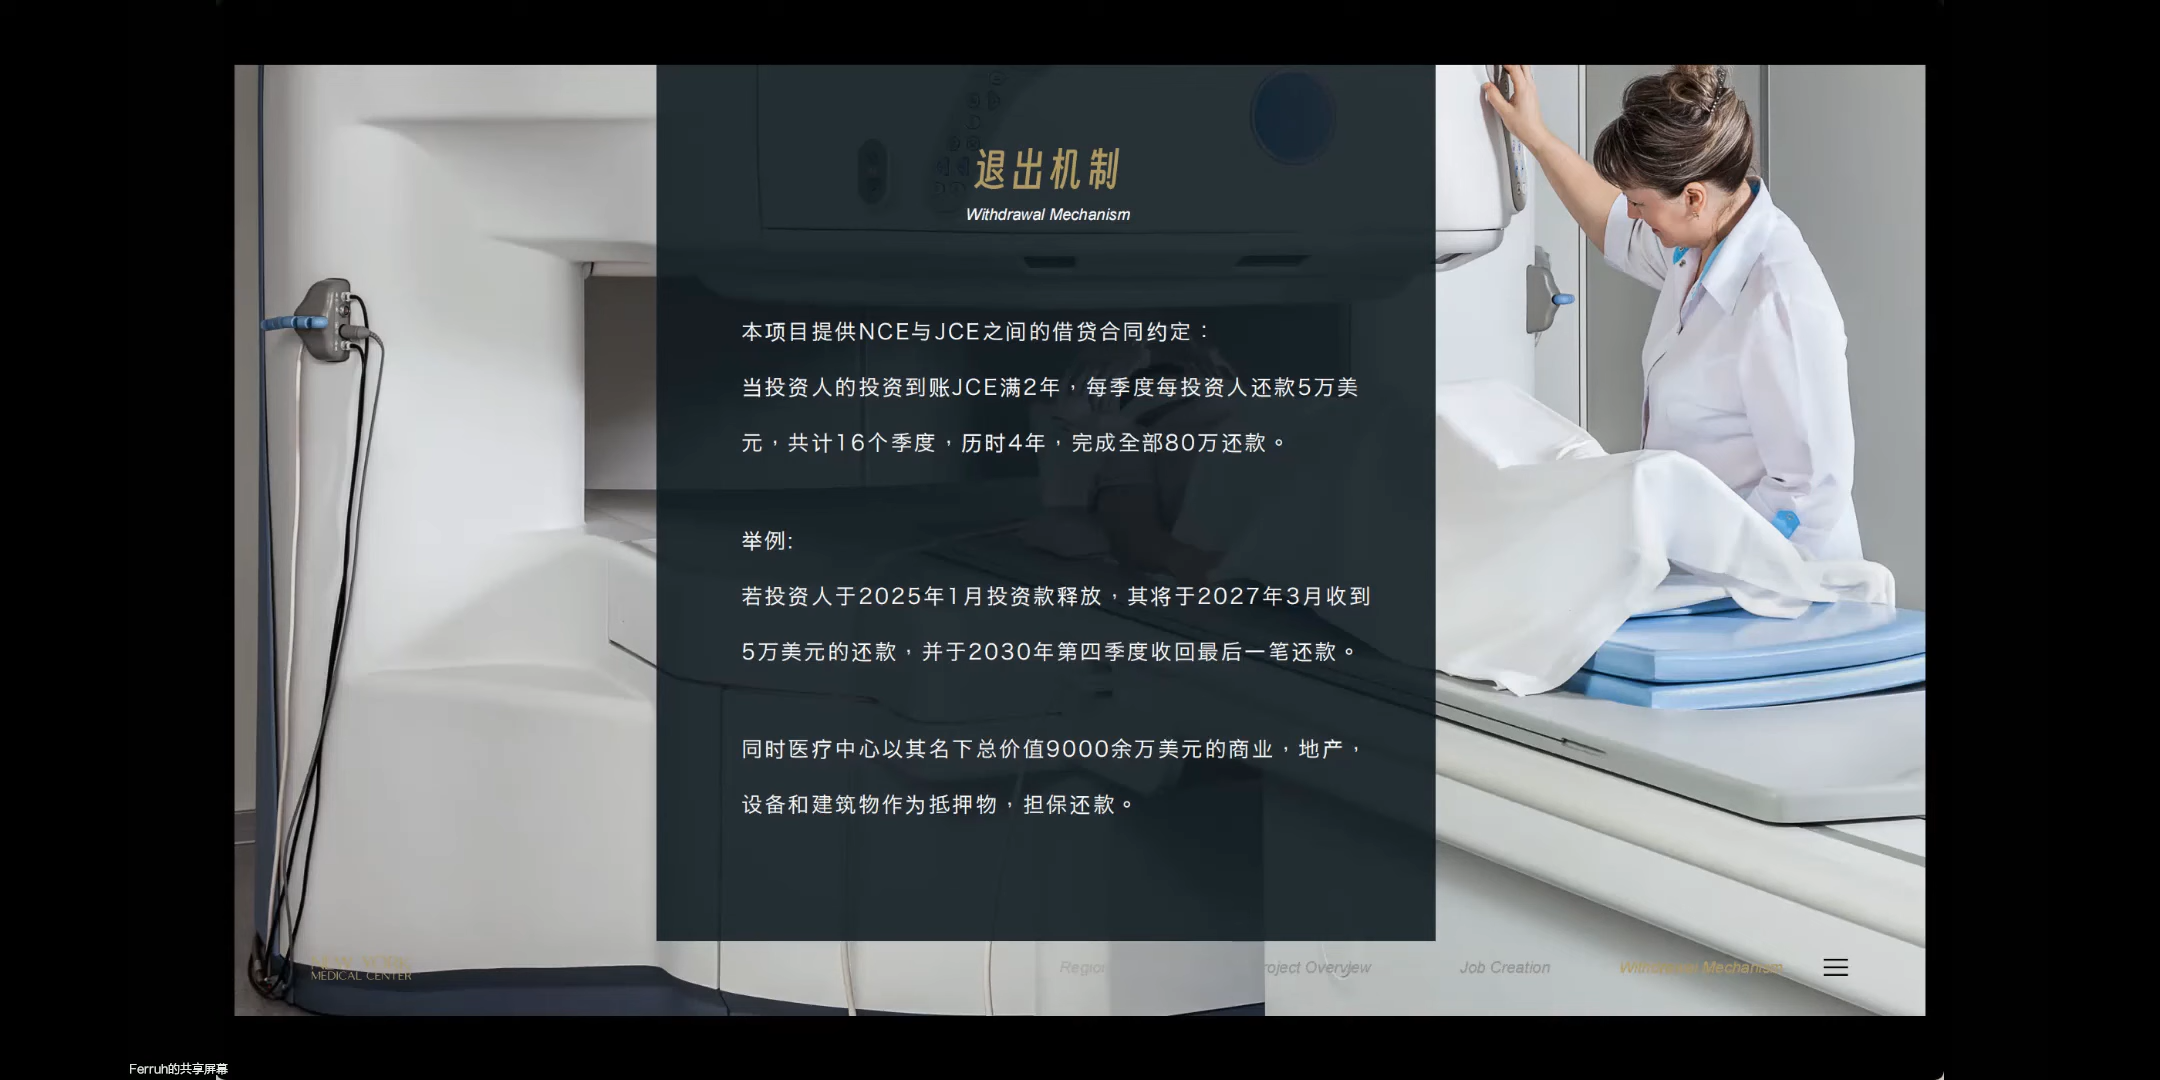 退出机制
Withdrawal Mechanism
本项目提供NCE与JCE之间的借贷合同约定：
当投资人的投资到账JCE满2年，每季度每投资人还款5万美
元，共计16个季度，历时4年，完成全部80万还款。
举例:
若投资人于2025年1月投资款释放，其将于2027年3月收到
5万美元的还款，并于2030年第四季度收回最后一笔还款。
同时医疗中心以其名下总价值9000余万美元的商业，地产，
设备和建筑物作为抵押物，担保还款。
NEW YORK
MEDICAL CENTER
Region
roject Overview
Job Creation
Withdrawal Mechanism
Ferruh的共享屏幕